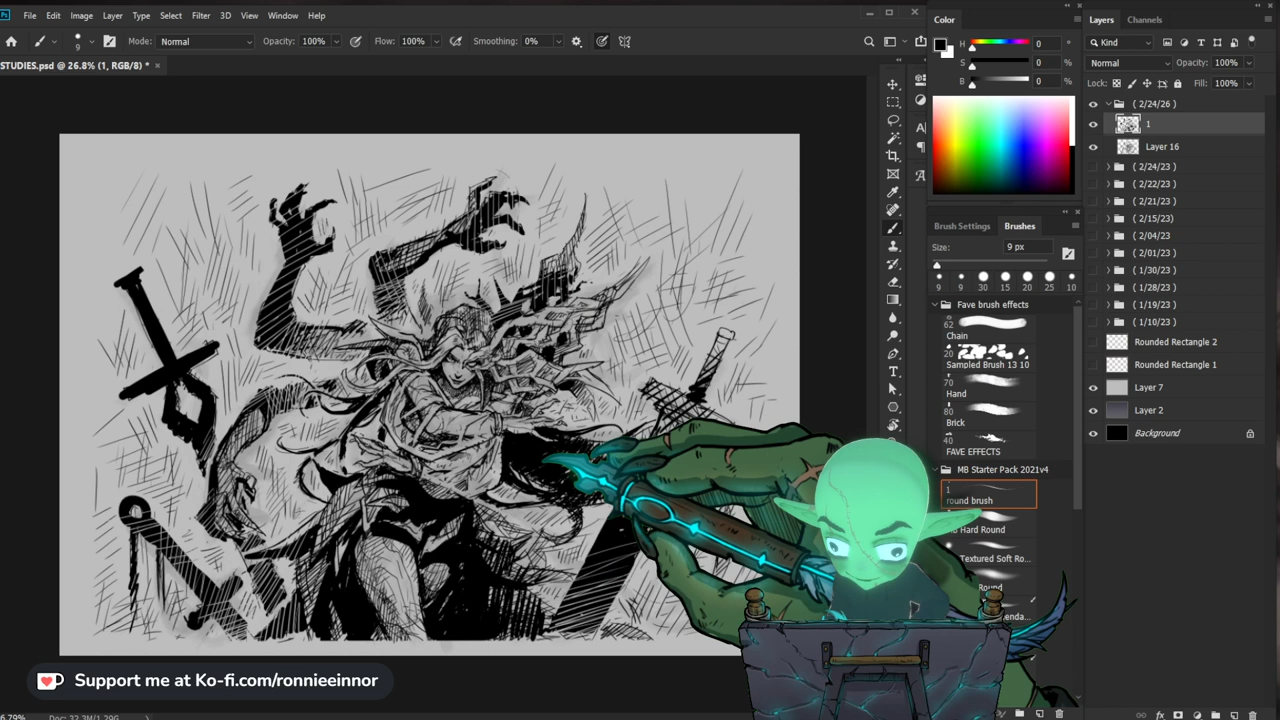 Ps File Edit Image Layer Type Select Filter 3D View Window Help
9 Mode: Normal Opacity: 100% Flow: 100% Smoothing: 0%
STUDIES.psd @ 26.8% (1, RGB/8) * ×
Color
H 0 °
S 0 %
B 0 %
Brush Settings Brushes
Size: 9 px
9 9 30 15 20 25 10
Fave brush effects
62
Chain
20
Sampled Brush 13 10
70
Hand
80
Brick
40
FAVE EFFECTS
MB Starter Pack 2021v4
1
round brush
Hard Round
Textured Soft Ro...
Round
Layers Channels
Kind
Normal Opacity: 100%
Lock: Fill: 100%
( 2/24/26 )
1
Layer 16
( 2/24/23 )
( 2/22/23 )
( 2/21/23 )
( 2/15/23)
( 2/04/23
( 2/01/23 )
( 1/30/23 )
( 1/28/23 )
( 1/19/23 )
( 1/10/23 )
Rounded Rectangle 2
Rounded Rectangle 1
Layer 7
Layer 2
Background
Support me at Ko-fi.com/ronnieeinnor
6.79% Doc: 32.3M/1.29G